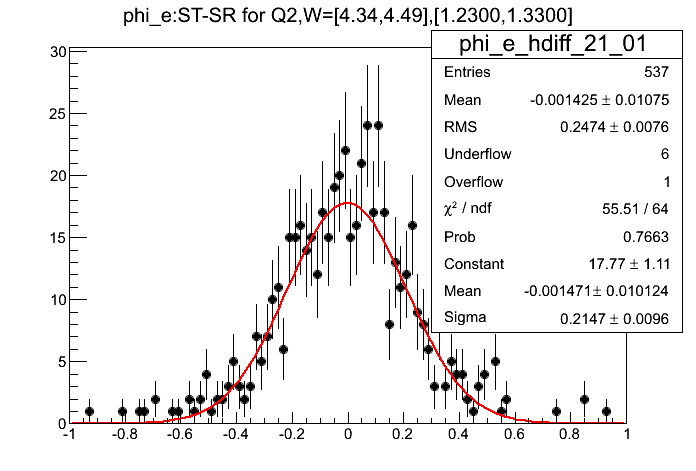 phi_e:ST-SR for Q2,W=[4.34,4.49],[1.2300,1.3300]
phi_e_hdiff_21_01
Entries 537
Mean -0.001425 ± 0.01075
RMS 0.2474 ± 0.0076
Underflow 6
Overflow 1
χ² / ndf 55.51 / 64
Prob 0.7663
Constant 17.77 ± 1.11
Mean -0.001471 ± 0.010124
Sigma 0.2147 ± 0.0096
30
25
20
15
10
5
0
-1 -0.8 -0.6 -0.4 -0.2 0 0.2 0.4 0.6 0.8 1